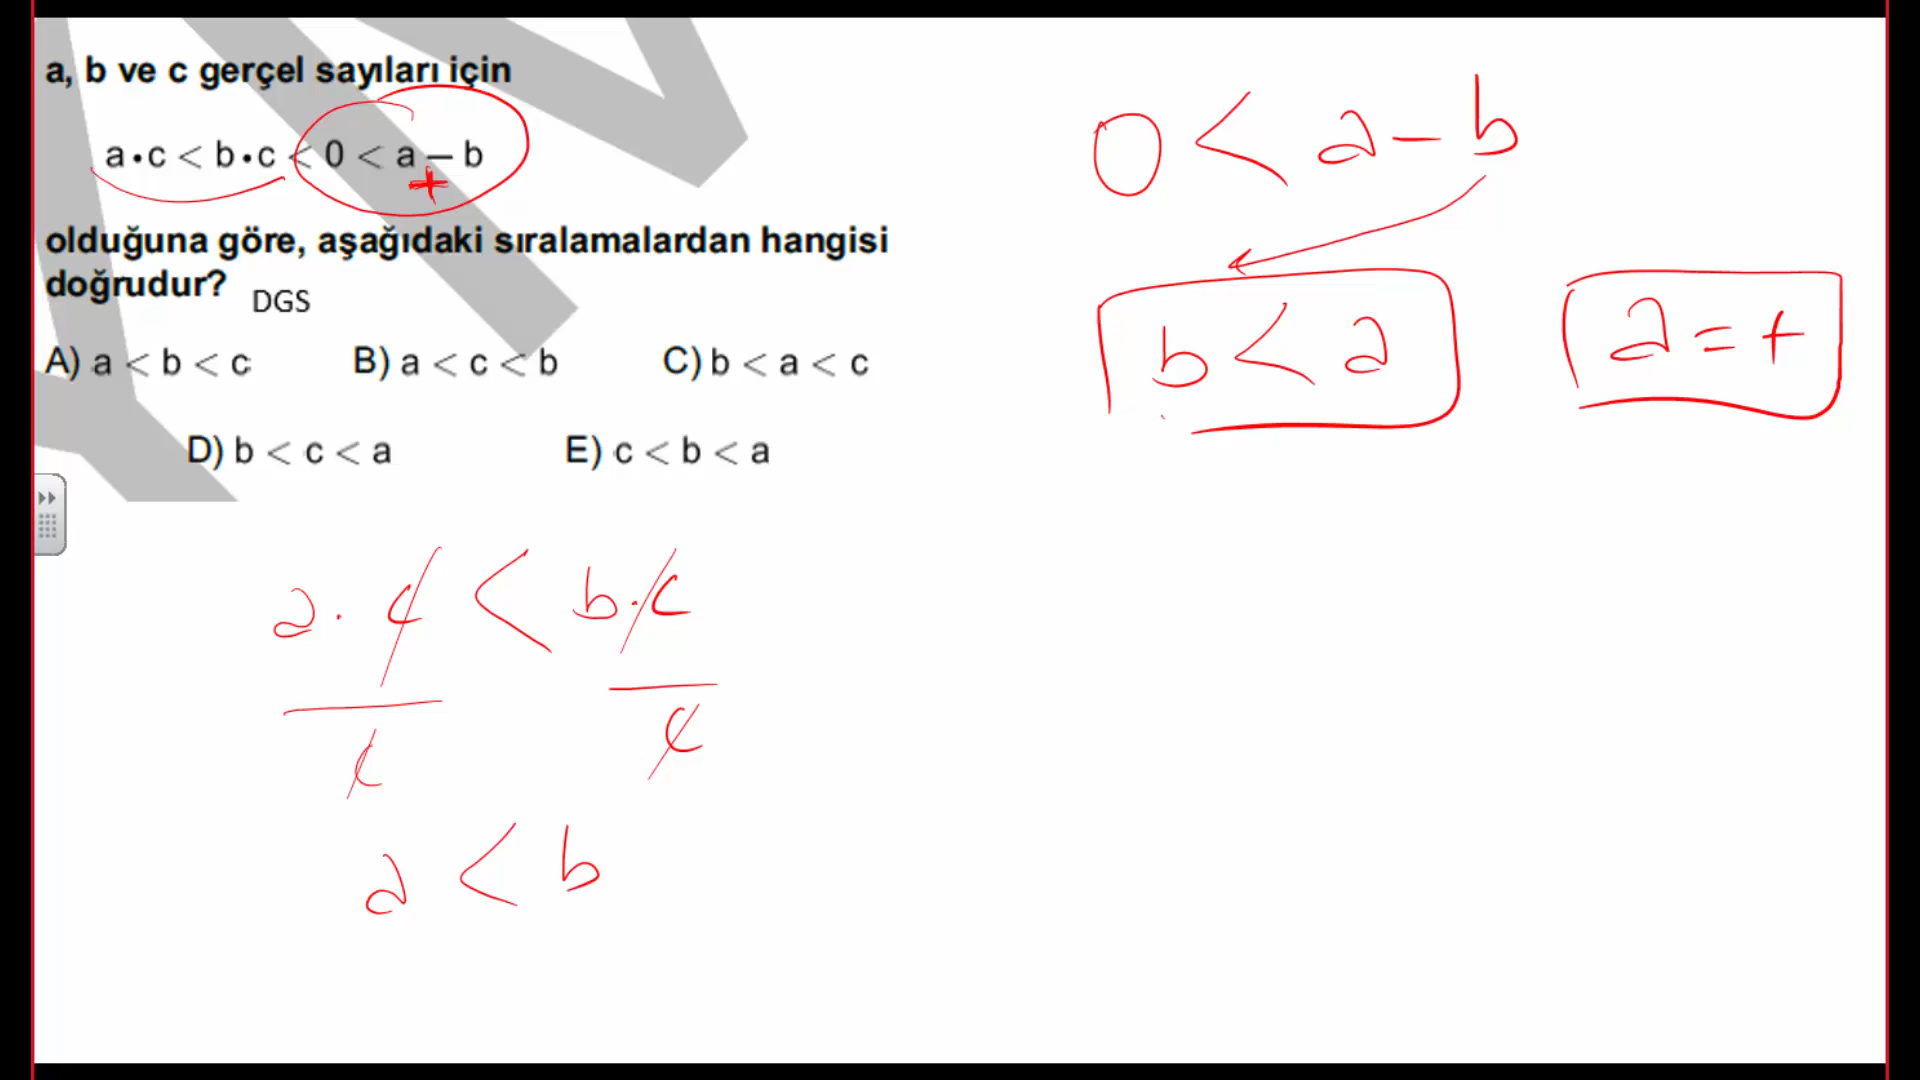 a, b ve c gerçel sayıları için
a•c < b•c < 0 < a – b
+
olduğuna göre, aşağıdaki sıralamalardan hangisi
doğrudur?
DGS
A) a < b < c
B) a < c < b
C) b < a < c
D) b < c < a
E) c < b < a
0 < a – b
b < a
a = +
a . c < b . c
c c
a < b